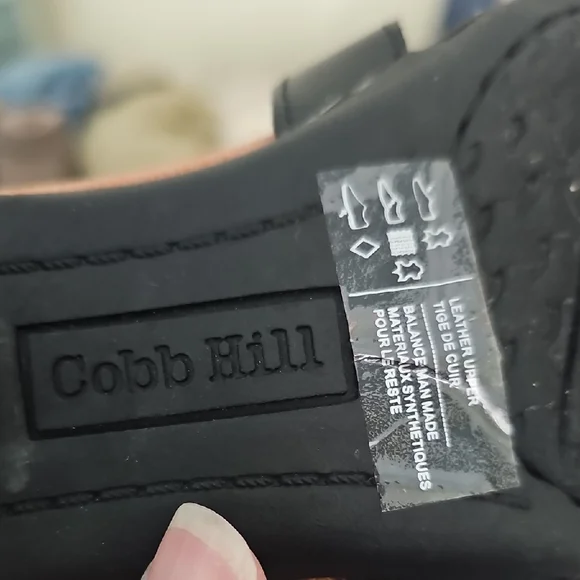 Cobb Hill
LEATHER UPPER
TIGE DE CUIR
BALANCE MAN MADE
MATERIAUX SYNTHETIQUES
POUR LE RESTE